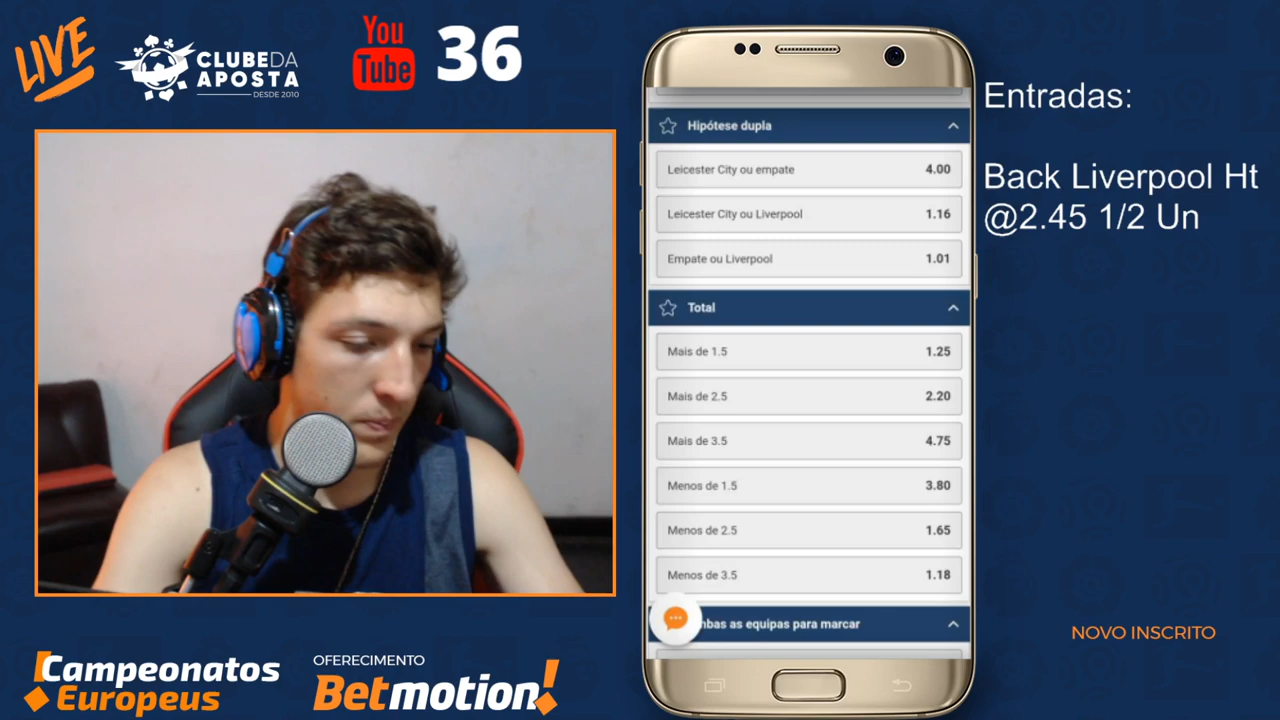 LIVE
CLUBEDA
APOSTA
DESDE 2010
You
Tube
36
Entradas:
Back Liverpool Ht
@2.45 1/2 Un
Hipótese dupla
Leicester City ou empate 4.00
Leicester City ou Liverpool 1.16
Empate ou Liverpool 1.01
Total
Mais de 1.5 1.25
Mais de 2.5 2.20
Mais de 3.5 4.75
Menos de 1.5 3.80
Menos de 2.5 1.65
Menos de 3.5 1.18
mbas as equipas para marcar
NOVO INSCRITO
Campeonatos
Europeus
OFERECIMENTO
Betmotion!